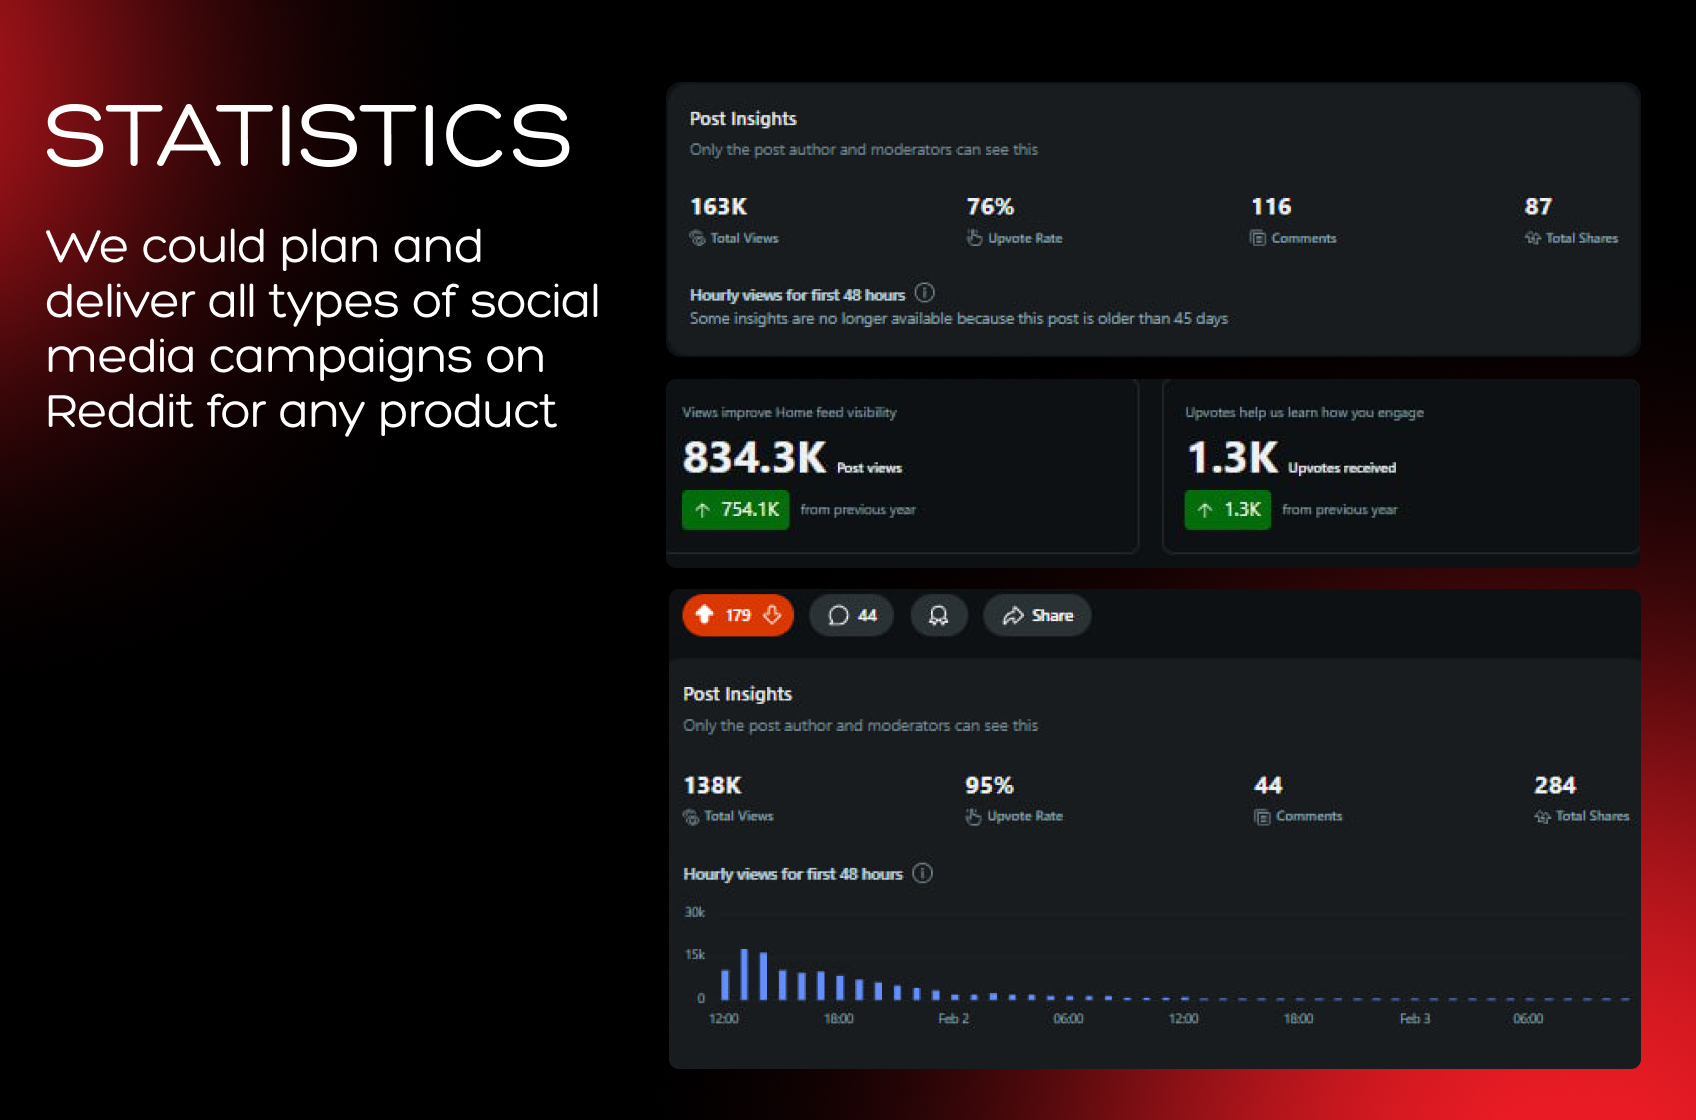 STATISTICS
We could plan and
deliver all types of social
media campaigns on
Reddit for any product
Post Insights
Only the post author and moderators can see this
163K 76% 116 87
Total Views Upvote Rate Comments Total Shares
Hourly views for first 48 hours
Some insights are no longer available because this post is older than 45 days
Views improve Home feed visibility
834.3K Post views
754.1K from previous year
Upvotes help us learn how you engage
1.3K Upvotes received
1.3K from previous year
179 44 Share
Post Insights
Only the post author and moderators can see this
138K 95% 44 284
Total Views Upvote Rate Comments Total Shares
Hourly views for first 48 hours
30k
15k
0
12:00 18:00 Feb 2 06:00 12:00 18:00 Feb 3 06:00